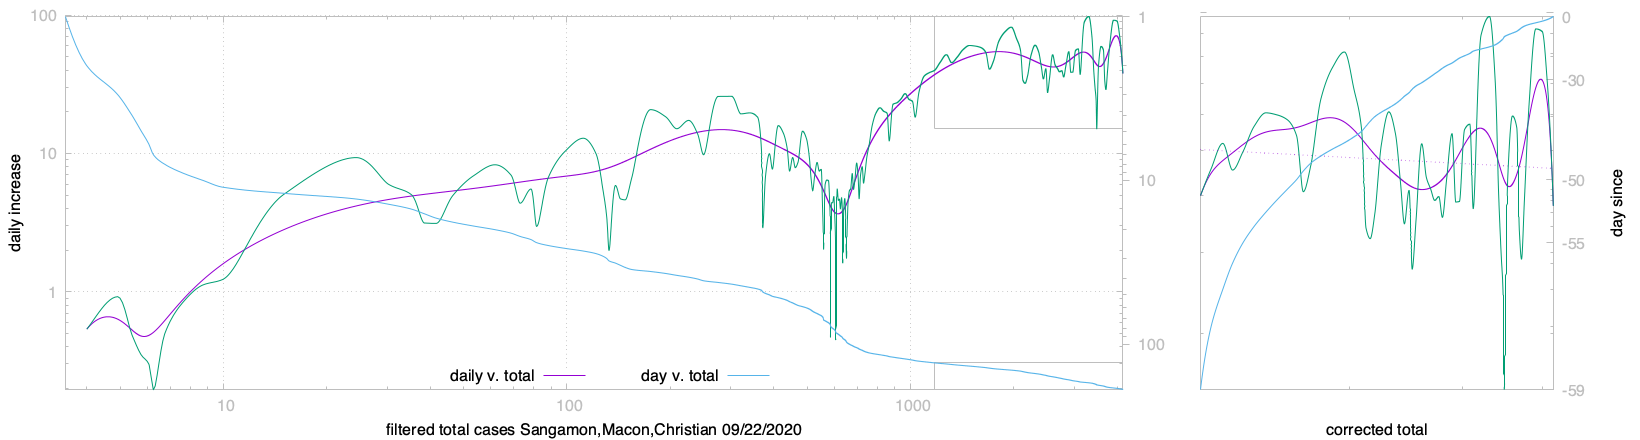 100
10
1
daily increase
10
100
1000
1
10
100
daily v. total
day v. total
filtered total cases Sangamon,Macon,Christian 09/22/2020
0
-30
-50
-55
-59
day since
corrected total